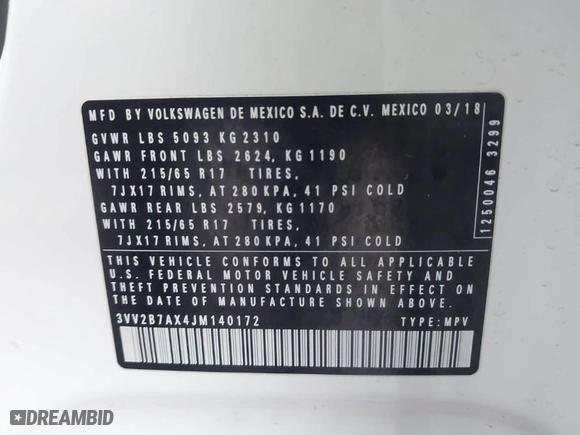 MFD BY VOLKSWAGEN DE MEXICO S.A. DE C.V. MEXICO 03/18
GVWR LBS 5093 KG 2310
GAWR FRONT LBS 2624, KG 1190
WITH 215/65 R17 TIRES,
7JX17 RIMS, AT 280 KPA, 41 PSI COLD
GAWR REAR LBS 2579, KG 1170
WITH 215/65 R17 TIRES,
7JX17 RIMS, AT 280 KPA, 41 PSI COLD
THIS VEHICLE CONFORMS TO ALL APPLICABLE
U.S. FEDERAL MOTOR VEHICLE SAFETY AND
THEFT PREVENTION STANDARDS IN EFFECT ON
THE DATE OF MANUFACTURE SHOWN ABOVE.
3VV2B7AX4JM140172 TYPE: MPV
1250046 3299
DREAMBID